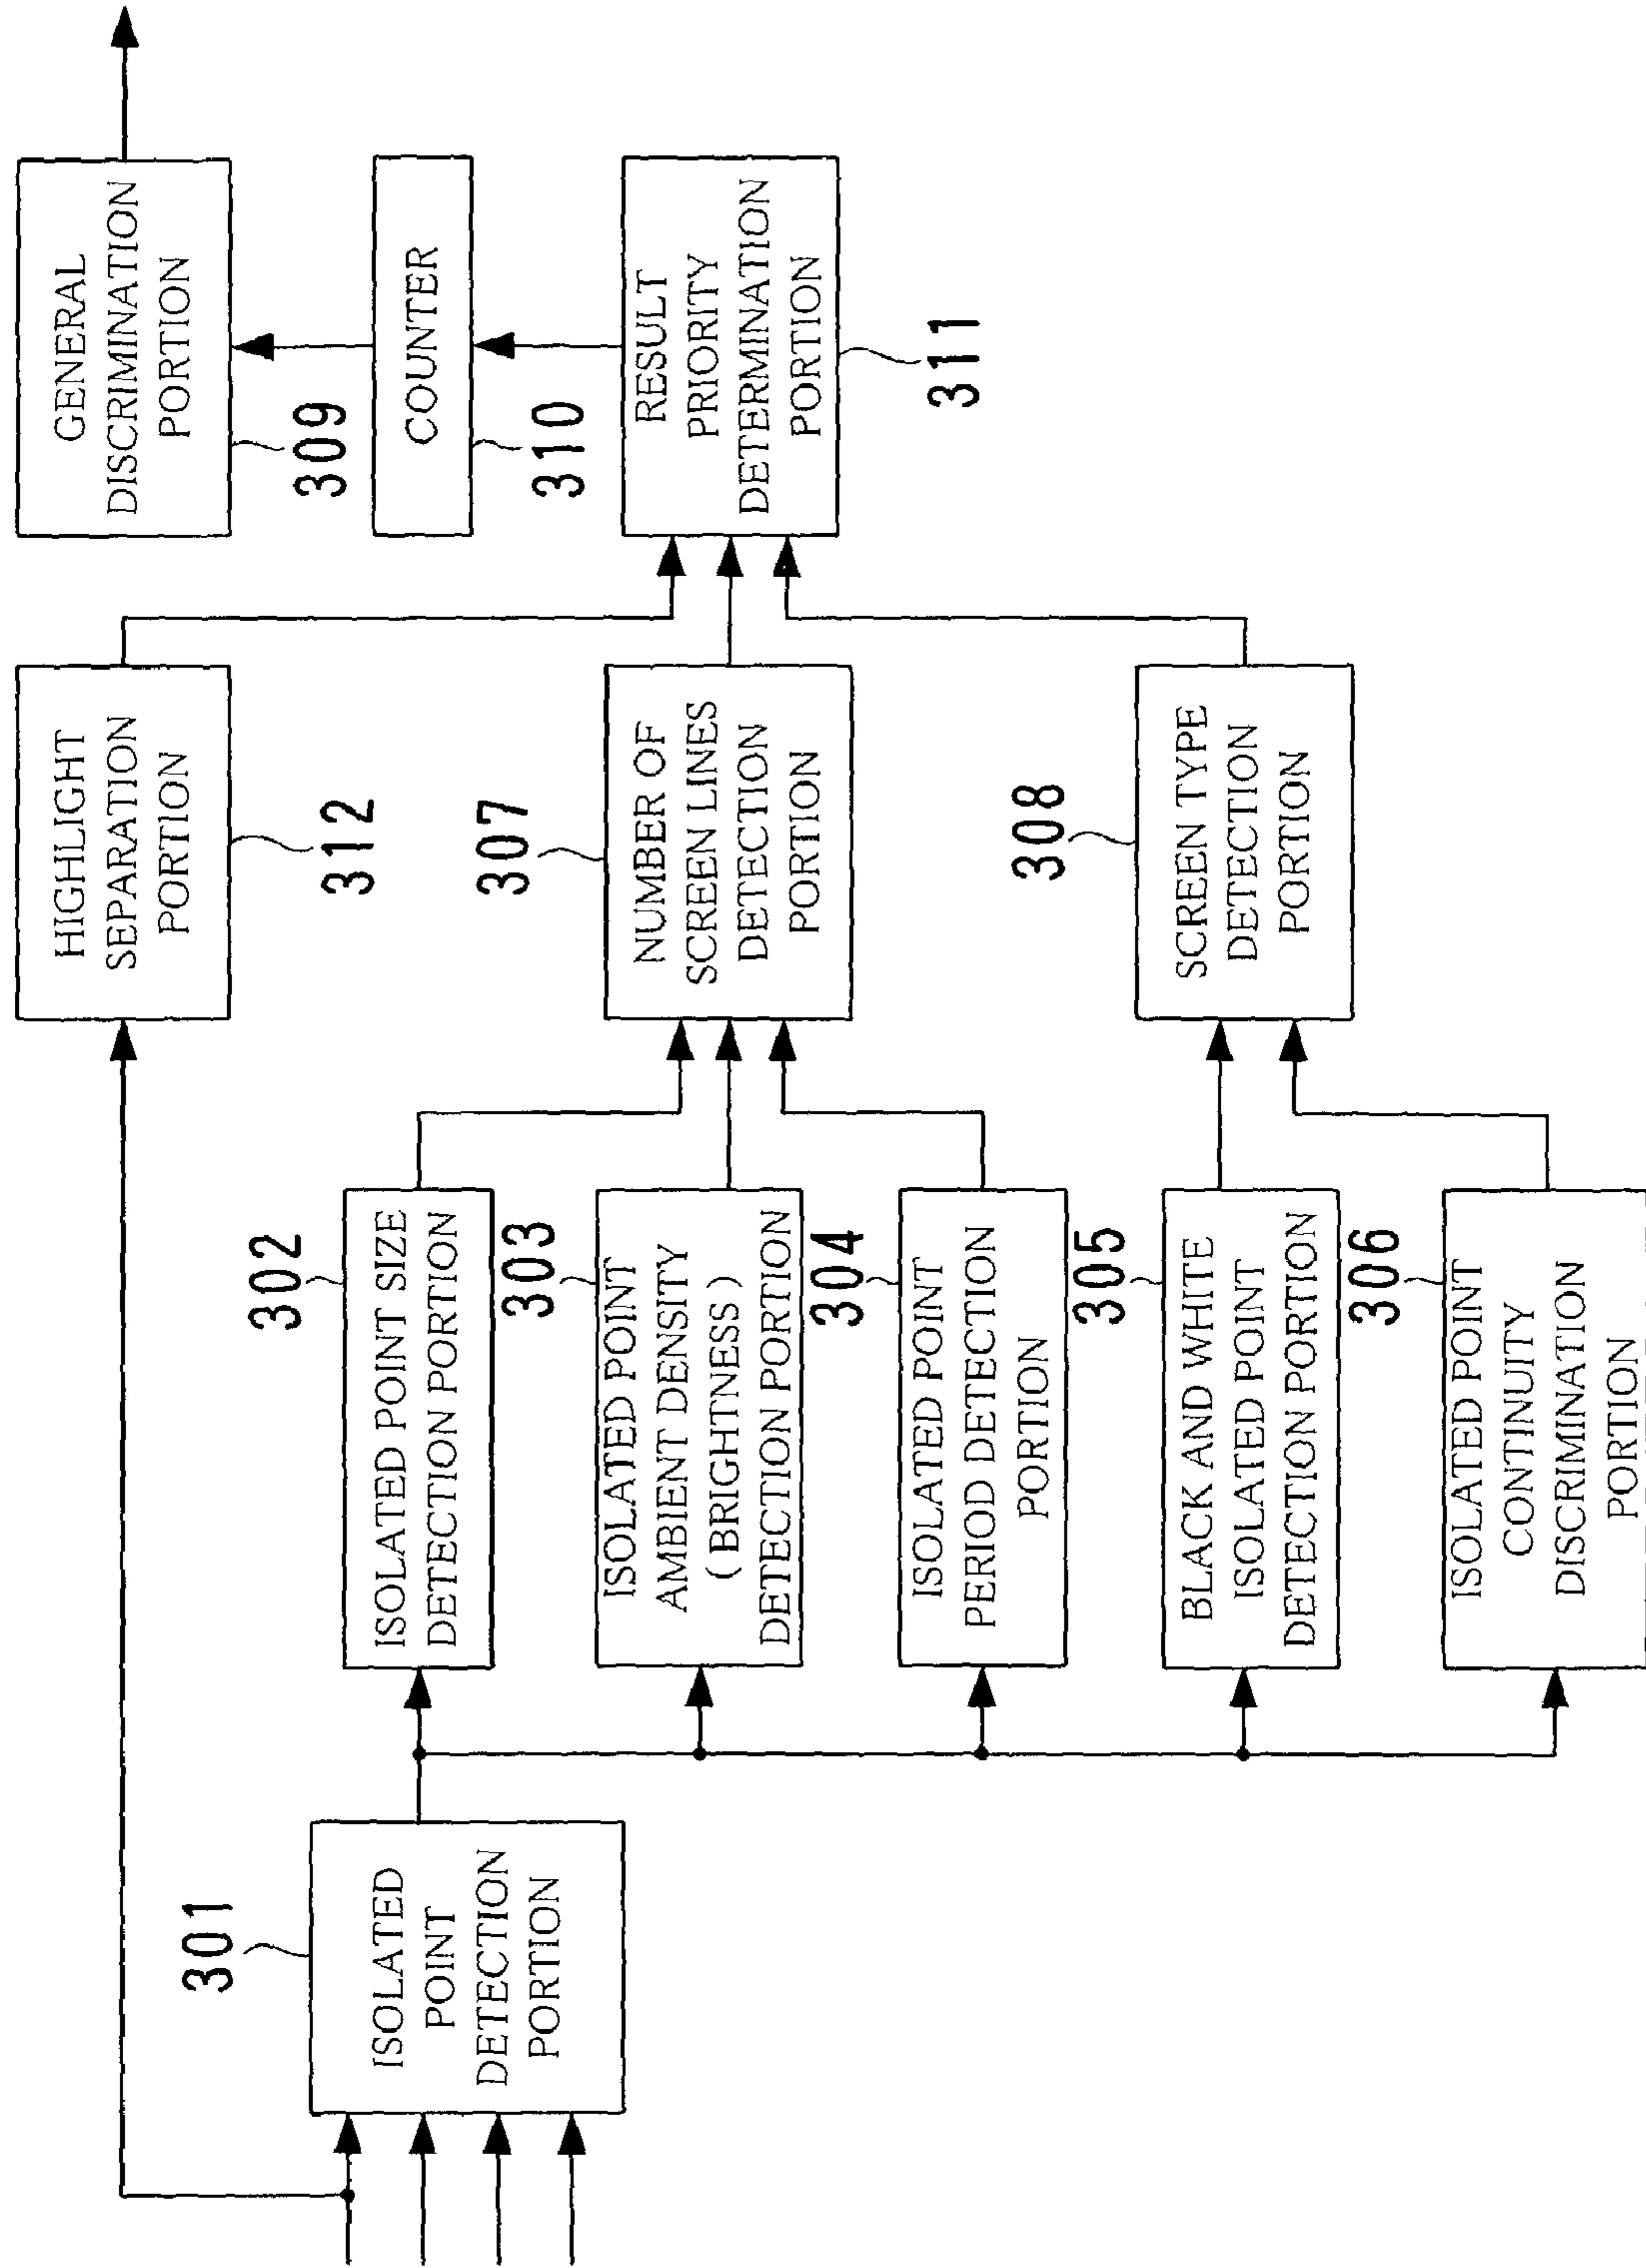 301
ISOLATED
POINT
DETECTION
PORTION
302
ISOLATED POINT SIZE
DETECTION PORTION
303
ISOLATED POINT
AMBIENT DENSITY
( BRIGHTNESS )
DETECTION PORTION
304
ISOLATED POINT
PERIOD DETECTION
PORTION
305
BLACK AND WHITE
ISOLATED POINT
DETECTION PORTION
306
ISOLATED POINT
CONTINUITY
DISCRIMINATION
PORTION
HIGHLIGHT
SEPARATION
PORTION
312
307
NUMBER OF
SCREEN LINES
DETECTION
PORTION
308
SCREEN TYPE
DETECTION
PORTION
GENERAL
DISCRIMINATION
PORTION
309
COUNTER
310
RESULT
PRIORITY
DETERMINATION
PORTION
311